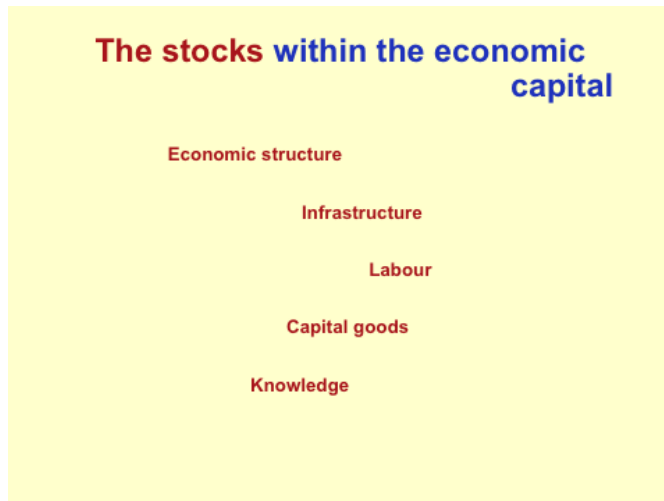 The stocks within the economic
capital
Economic structure
Infrastructure
Labour
Capital goods
Knowledge